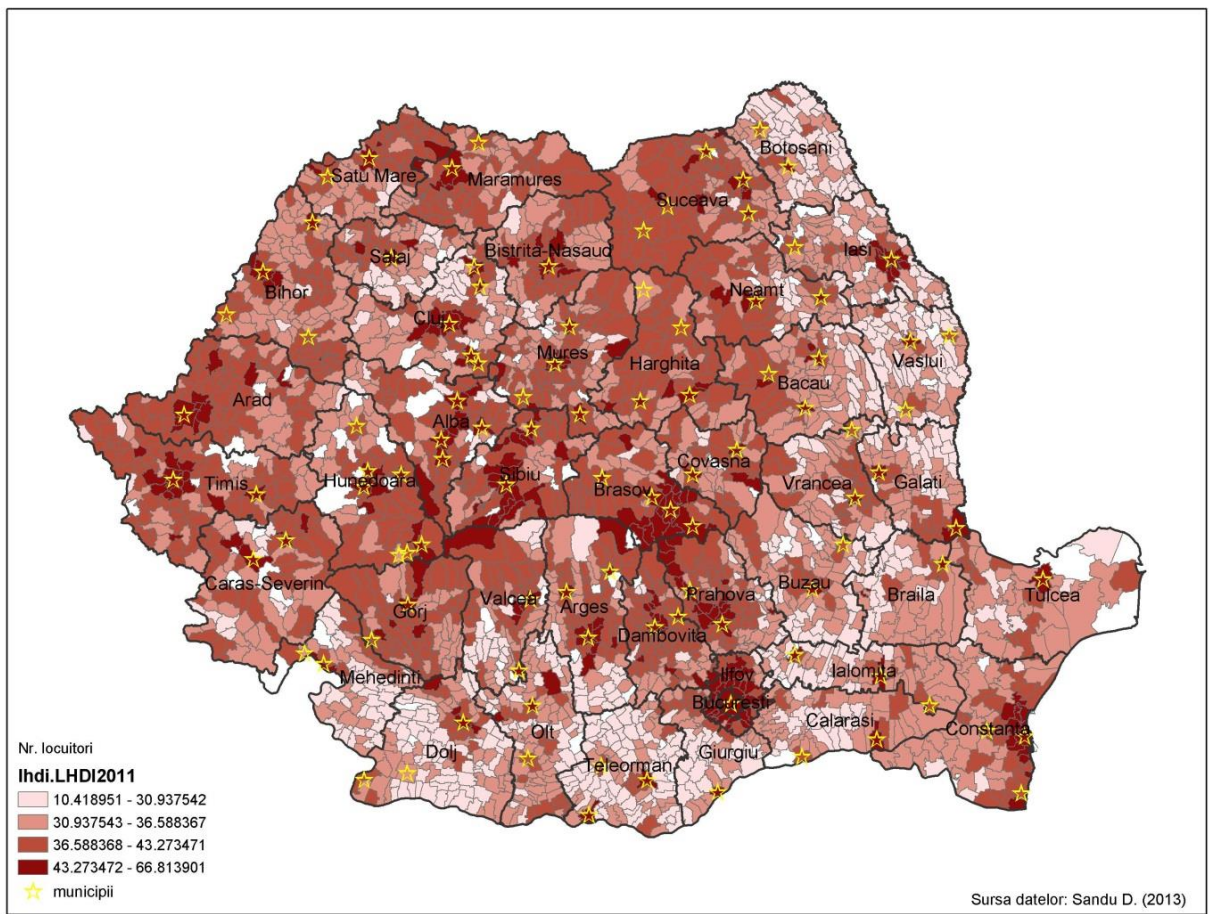 Botosani
Satu Mare
Maramures
Suceava
Salaj
Bistrita-Nasaud
Iasi
Bihor
Neamt
Cluj
Mures
Harghita
Vaslui
Bacau
Arad
Alba
Covasna
Timis
Hunedoara
Sibiu
Brasov
Vrancea
Galati
Caras-Severin
Gorj
Valcea
Arges
Prahova
Buzau
Braila
Tulcea
Dambovita
Mehedinti
Ilfov
Ialomita
Bucuresti
Calarasi
Constanta
Dolj
Olt
Teleorman
Giurgiu
Nr. locuitori
lhdi.LHDI2011
10.418951 - 30.937542
30.937543 - 36.588367
36.588368 - 43.273471
43.273472 - 66.813901
municipii
Sursa datelor: Sandu D. (2013)